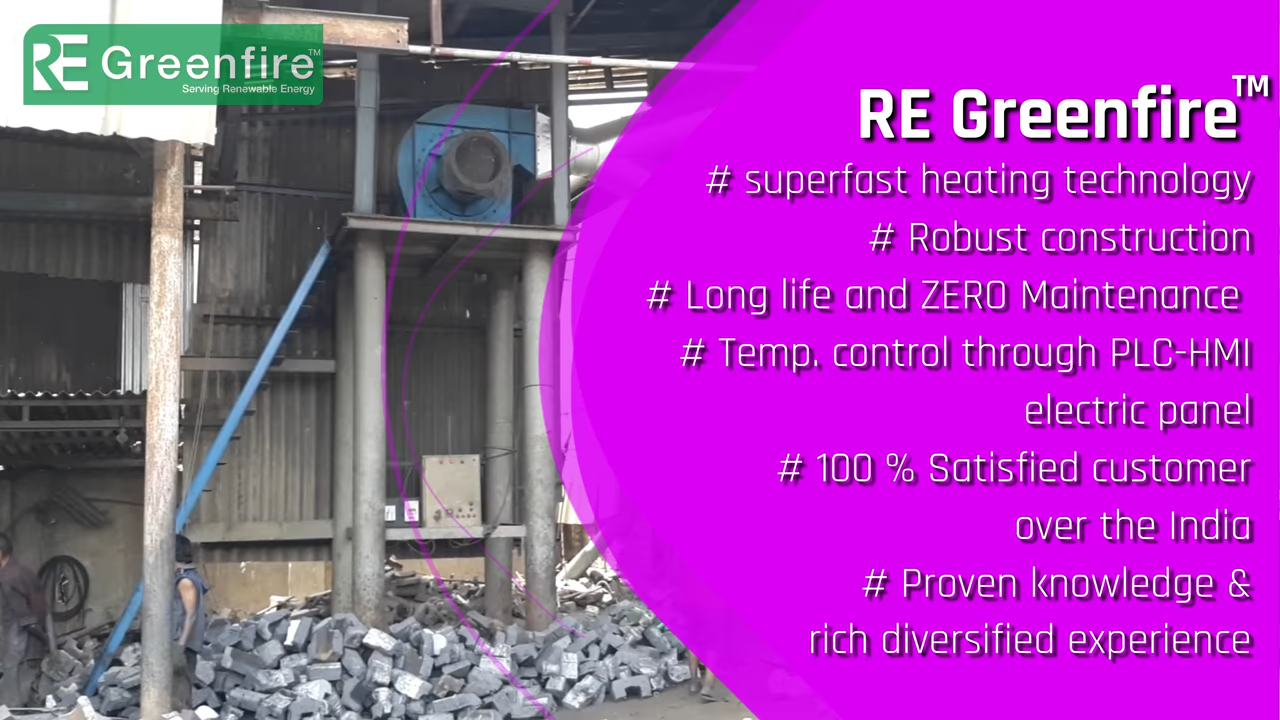 RE Greenfire™
Serving Renewable Energy
RE Greenfire™
# superfast heating technology
# Robust construction
# Long life and ZERO Maintenance
# Temp. control through PLC-HMI
electric panel
# 100 % Satisfied customer
over the India
# Proven knowledge &
rich diversified experience